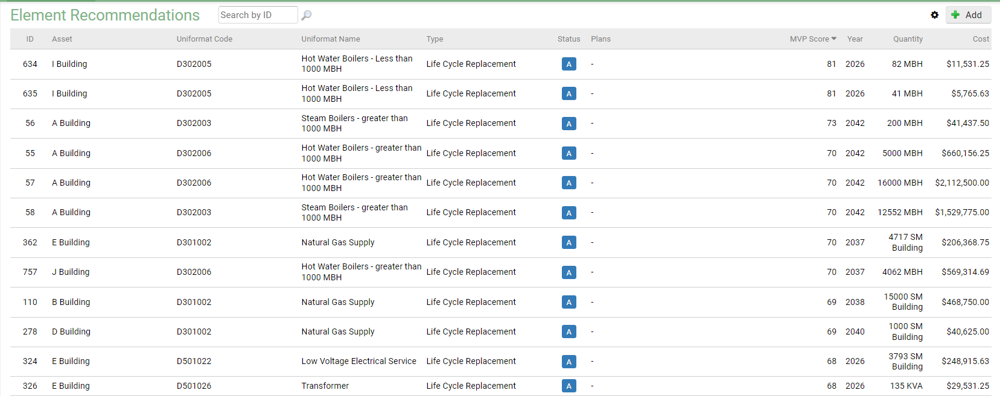 Element Recommendations Search by ID Add
ID Asset Uniformat Code Uniformat Name Type Status Plans MVP Score Year Quantity Cost
634 I Building D302005 Hot Water Boilers - Less than 1000 MBH Life Cycle Replacement A - 81 2026 82 MBH $11,531.25
635 I Building D302005 Hot Water Boilers - Less than 1000 MBH Life Cycle Replacement A - 81 2026 41 MBH $5,765.63
56 A Building D302003 Steam Boilers - greater than 1000 MBH Life Cycle Replacement A - 73 2042 200 MBH $41,437.50
55 A Building D302006 Hot Water Boilers - greater than 1000 MBH Life Cycle Replacement A - 70 2042 5000 MBH $660,156.25
57 A Building D302006 Hot Water Boilers - greater than 1000 MBH Life Cycle Replacement A - 70 2042 16000 MBH $2,112,500.00
58 A Building D302003 Steam Boilers - greater than 1000 MBH Life Cycle Replacement A - 70 2042 12552 MBH $1,529,775.00
362 E Building D301002 Natural Gas Supply Life Cycle Replacement A - 70 2037 4717 SM Building $206,368.75
757 J Building D302006 Hot Water Boilers - greater than 1000 MBH Life Cycle Replacement A - 70 2037 4062 MBH $569,314.69
110 B Building D301002 Natural Gas Supply Life Cycle Replacement A - 69 2038 15000 SM Building $468,750.00
278 D Building D301002 Natural Gas Supply Life Cycle Replacement A - 69 2040 1000 SM Building $40,625.00
324 E Building D501022 Low Voltage Electrical Service Life Cycle Replacement A - 68 2026 3793 SM Building $248,915.63
326 E Building D501026 Transformer Life Cycle Replacement A - 68 2026 135 KVA $29,531.25